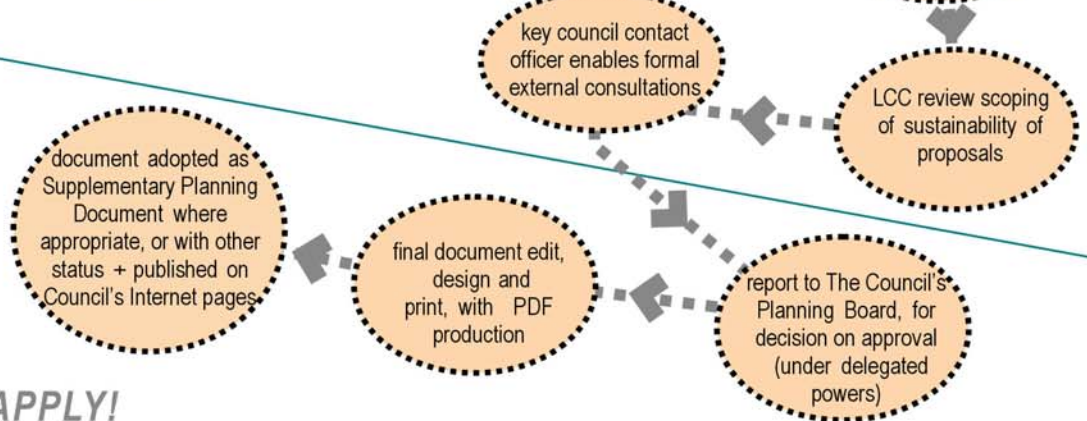 key council contact
officer enables formal
external consultations
LCC review scoping
of sustainability of
proposals
document adopted as
Supplementary Planning
Document where
appropriate, or with other
status + published on
Council's Internet pages
final document edit,
design and
print, with PDF
production
report to The Council's
Planning Board, for
decision on approval
(under delegated
powers)
APPLY!